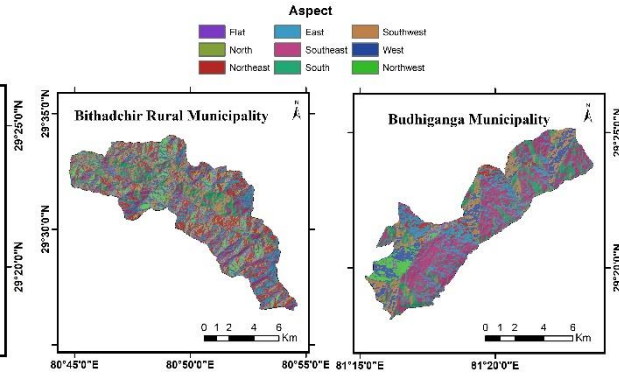 Aspect
Flat East Southwest
North Southeast West
Northeast South Northwest
29°25'0"N
29°20'0"N
29°35'0"N
29°30'0"N
Bithadchir Rural Municipality
N
0 1 2 4 6
Km
80°45'0"E 80°50'0"E 80°55'0"E
Budhiganga Municipality
N
0 1 2 4 6
Km
81°15'0"E 81°20'0"E